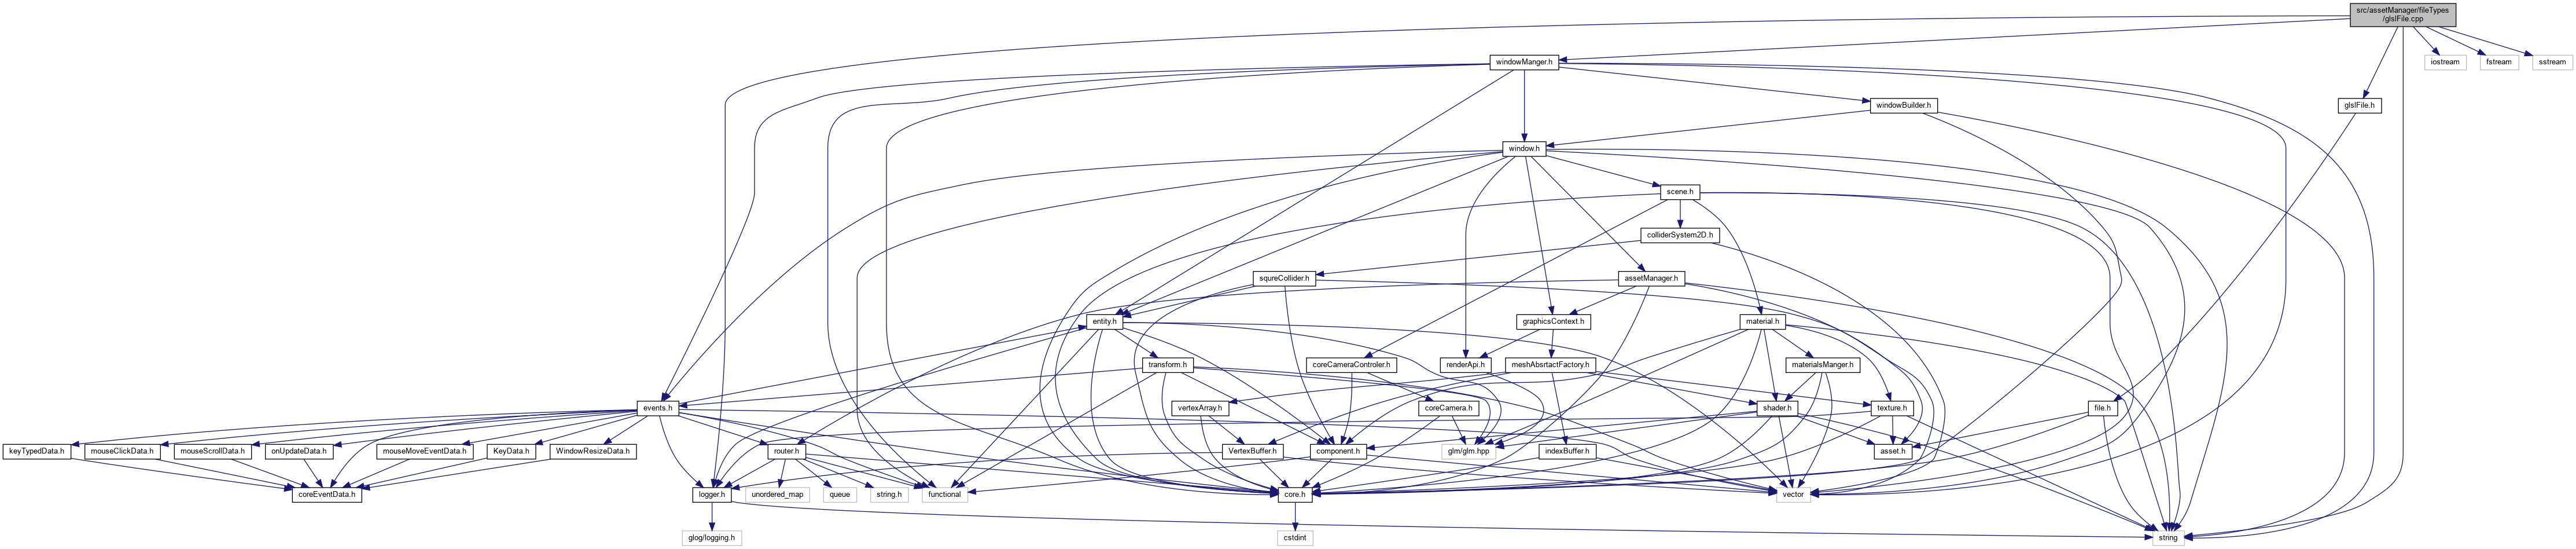 src/assetManager/fileTypes
/glslFile.cpp
windowManger.h
iostream
fstream
sstream
windowBuilder.h
glslFile.h
window.h
scene.h
colliderSystem2D.h
squreCollider.h
assetManager.h
entity.h
graphicsContext.h
material.h
transform.h
coreCameraControler.h
renderApi.h
meshAbsrtactFactory.h
materialsManger.h
events.h
vertexArray.h
coreCamera.h
shader.h
texture.h
file.h
keyTypedData.h
mouseClickData.h
mouseScrollData.h
onUpdateData.h
mouseMoveEventData.h
KeyData.h
WindowResizeData.h
router.h
VertexBuffer.h
component.h
glm/glm.hpp
indexBuffer.h
asset.h
coreEventData.h
logger.h
unordered_map
queue
string.h
functional
core.h
vector
glog/logging.h
cstdint
string